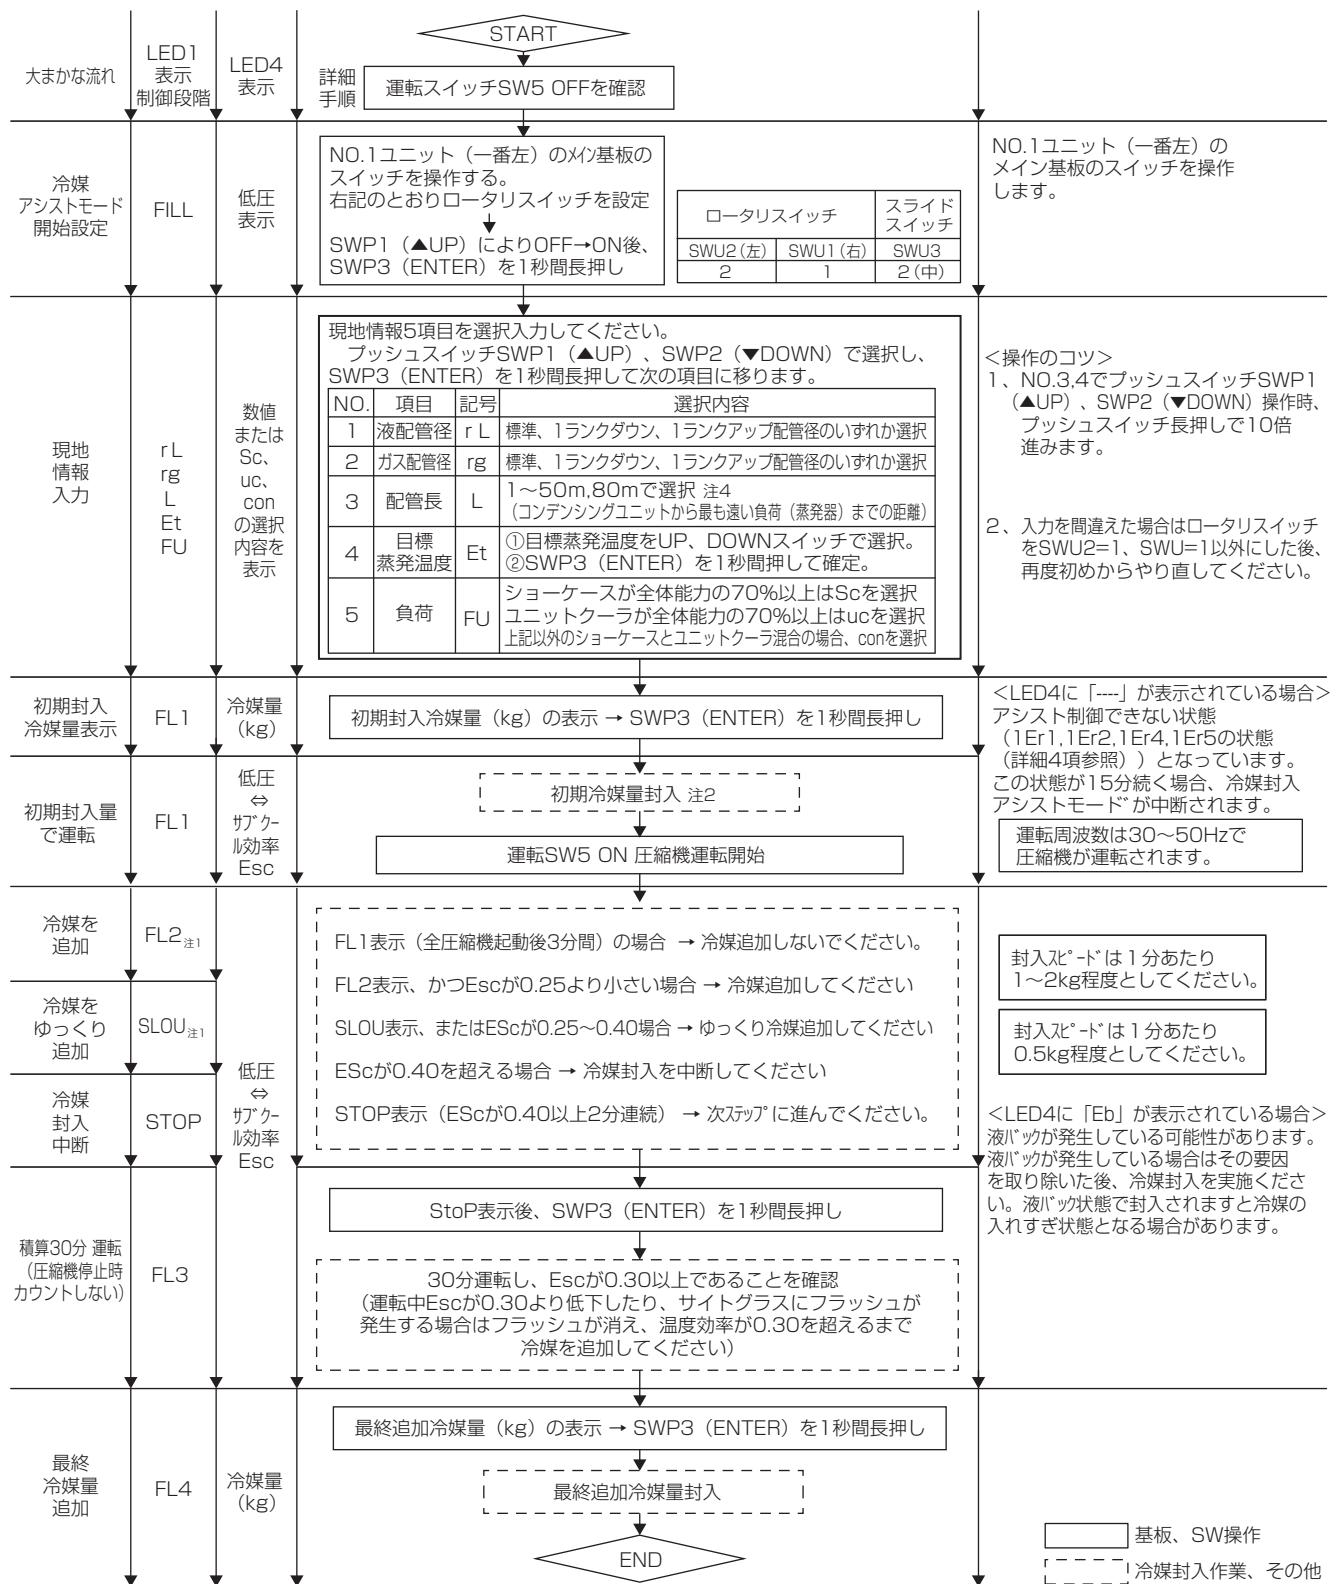 START
大まかな流れ
LED1
表示
制御段階
LED4
表示
詳細
手順
運転スイッチSW5 OFFを確認
冷媒
アシストモード
開始設定
FILL
低圧
表示
NO.1ユニット（一番左）のメイン基板の
スイッチを操作する。
右記のとおりロータリスイッチを設定
SWP1（▲UP）によりOFF→ON後、
SWP3（ENTER）を1秒間長押し
ロータリスイッチ
スライド
スイッチ
SWU2（左） SWU1（右） SWU3
2 1 2（中）
NO.1ユニット（一番左）の
メイン基板のスイッチを操作
します。
現地
情報
入力
rL
rg
L
Et
FU
数値
または
Sc、
uc、
con
の選択
内容を
表示
現地情報5項目を選択入力してください。
プッシュスイッチSWP1（▲UP）、SWP2（▼DOWN）で選択し、
SWP3（ENTER）を1秒間長押して次の項目に移ります。
NO. 項目 記号 選択内容
1 液配管径 rL 標準、1ランクダウン、1ランクアップ配管径のいずれか選択
2 ガス配管径 rg 標準、1ランクダウン、1ランクアップ配管径のいずれか選択
3 配管長 L 1〜50m,80mで選択 注4
（コンデンシングユニットから最も遠い負荷（蒸発器）までの距離）
4 目標
蒸発温度 Et ①目標蒸発温度をUP、DOWNスイッチで選択。
②SWP3（ENTER）を1秒間押して確定。
5 負荷 FU ショーケースが全体能力の70%以上はScを選択
ユニットクーラが全体能力の70%以上はucを選択
上記以外のショーケースとユニットクーラ混合の場合、conを選択
＜操作のコツ＞
1、NO.3,4でプッシュスイッチSWP1
（▲UP）、SWP2（▼DOWN）操作時、
プッシュスイッチ長押しで10倍
進みます。
2、入力を間違えた場合はロータリスイッチ
をSWU2=1、SWU=1以外にした後、
再度初めからやり直してください。
初期封入
冷媒量表示
FL1
冷媒量
（kg）
初期封入冷媒量（kg）の表示 → SWP3（ENTER）を1秒間長押し
＜LED4に「----」が表示されている場合＞
アシスト制御できない状態
（1Er1,1Er2,1Er4,1Er5の状態
（詳細4項参照））となっています。
この状態が15分続く場合、冷媒封入
アシストモードﾞが中断されます。
初期封入量
で運転
FL1
低圧
⇔
ｻﾌﾞｸｰ
ﾙ効率
Esc
初期冷媒量封入 注2
運転SW5 ON 圧縮機運転開始
運転周波数は30〜50Hzで
圧縮機が運転されます。
冷媒を
追加
FL2注1
冷媒を
ゆっくり
追加
SLOU注1
冷媒
封入
中断
STOP
低圧
⇔
ｻﾌﾞｸｰ
ﾙ効率
Esc
FL1表示（全圧縮機起動後3分間）の場合 → 冷媒追加しないでください。
FL2表示、かつEscが0.25より小さい場合 → 冷媒追加してください
SLOU表示、またはEScが0.25〜0.40場合 → ゆっくり冷媒追加してください
EScが0.40を超える場合 → 冷媒封入を中断してください
STOP表示（EScが0.40以上2分連続） → 次ｽﾃｯﾌﾟに進んでください。
封入ｽﾋﾟｰﾄﾞは1分あたり
1〜2kg程度としてください。
封入ｽﾋﾟｰﾄﾞは1分あたり
0.5kg程度としてください。
＜LED4に「Eb」が表示されている場合＞
液ﾊﾞｯｸが発生している可能性があります。
液ﾊﾞｯｸが発生している場合はその要因
を取り除いた後、冷媒封入を実施くださ
い。液ﾊﾞｯｸ状態で封入されますと冷媒の
入れすぎ状態となる場合があります。
積算30分 運転
（圧縮機停止時
カウントしない）
FL3
StoP表示後、SWP3（ENTER）を1秒間長押し
30分運転し、Escが0.30以上であることを確認
（運転中Escが0.30より低下したり、サイトグラスにフラッシュが
発生する場合はフラッシュが消え、温度効率が0.30を超えるまで
冷媒を追加してください）
最終
冷媒量
追加
FL4
冷媒量
（kg）
最終追加冷媒量（kg）の表示 → SWP3（ENTER）を1秒間長押し
最終追加冷媒量封入
END
基板、SW操作
冷媒封入作業、その他